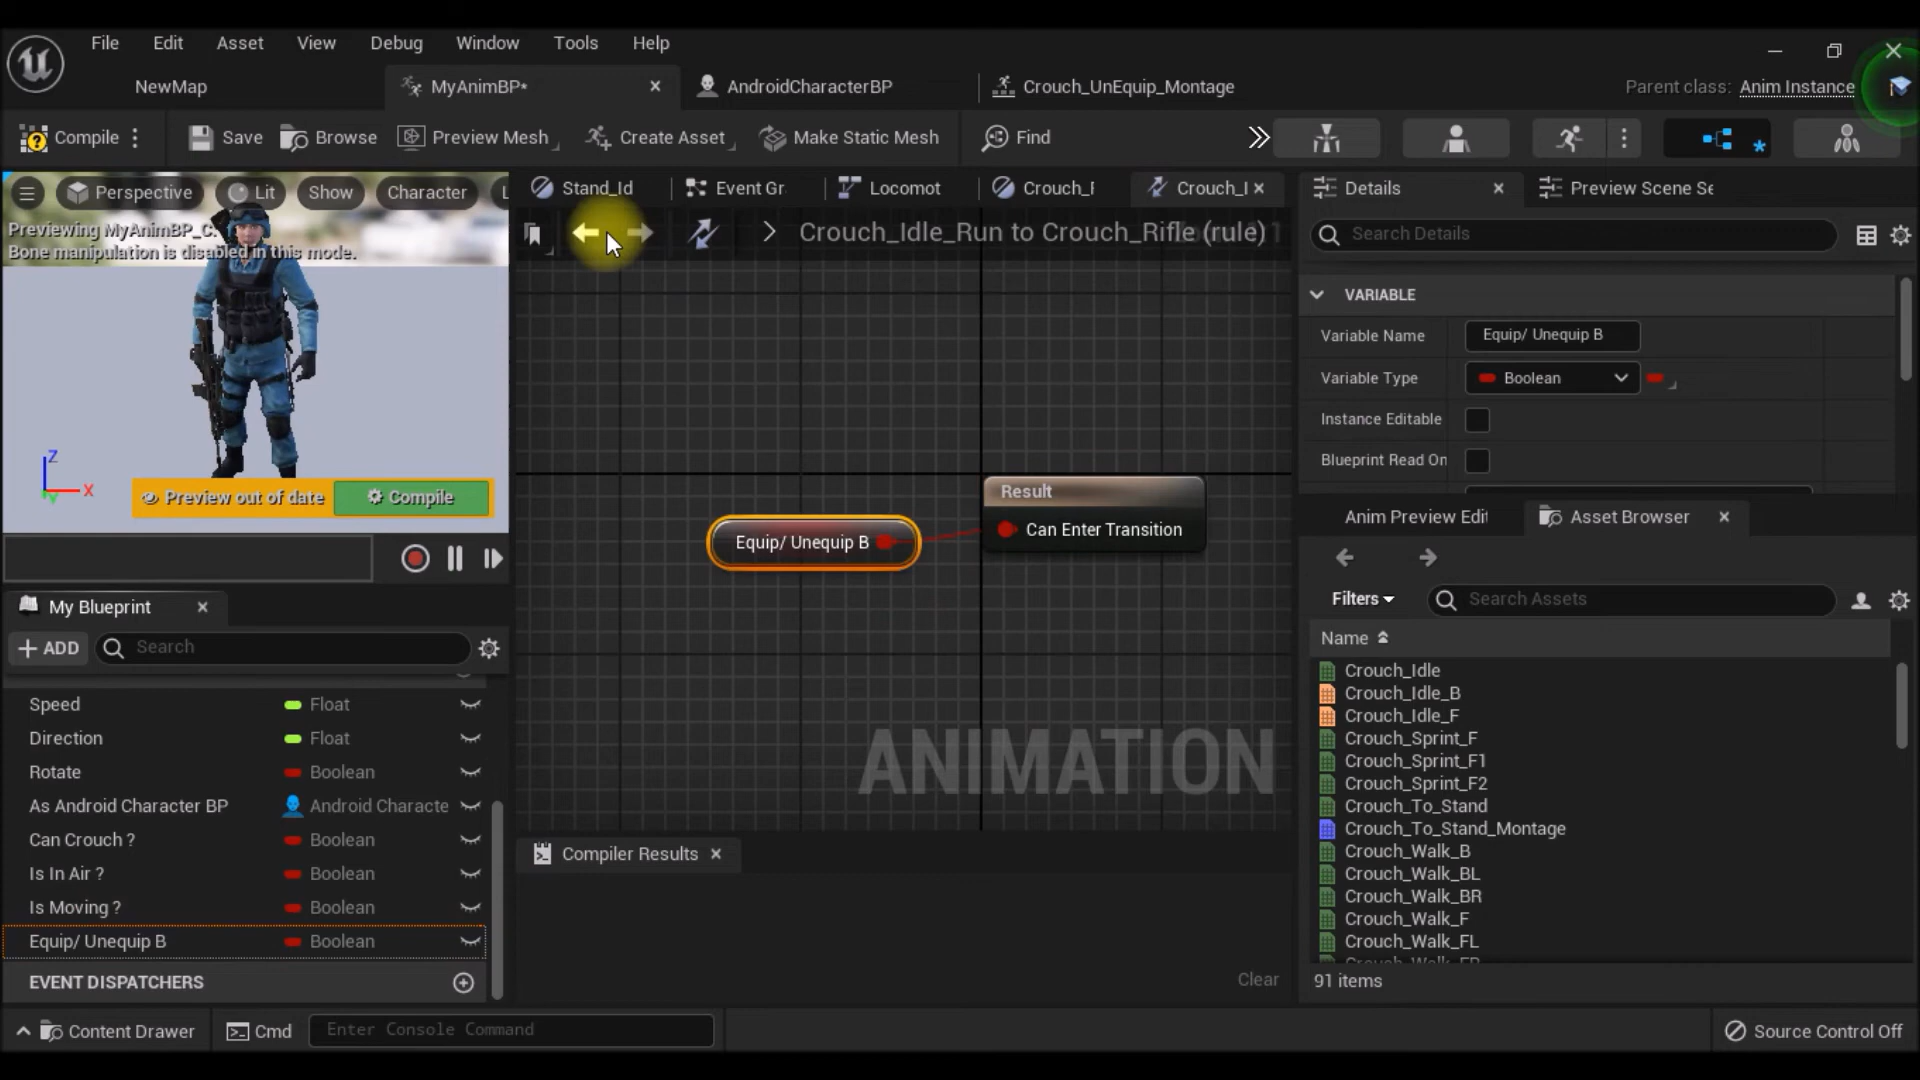 File Edit Asset View Debug Window Tools Help
NewMap MyAnimBP* AndroidCharacterBP Crouch_UnEquip_Montage Parent class: Anim Instance
Compile Save Browse Preview Mesh Create Asset Make Static Mesh Find
Perspective Lit Show Character L
Previewing MyAnimBP_C.
Bone manipulation is disabled in this mode.
Z
X
Y
Preview out of date Compile
Stand_Id Event Gr Locomot Crouch_F Crouch_I
Crouch_Idle_Run to Crouch_Rifle (rule)
Equip/ Unequip B
Result
Can Enter Transition
ANIMATION
Compiler Results
Clear
My Blueprint
ADD Search
Speed Float
Direction Float
Rotate Boolean
As Android Character BP Android Characte
Can Crouch ? Boolean
Is In Air ? Boolean
Is Moving ? Boolean
Equip/ Unequip B Boolean
EVENT DISPATCHERS
Details Preview Scene Se
Search Details
VARIABLE
Variable Name Equip/ Unequip B
Variable Type Boolean
Instance Editable
Blueprint Read On
Anim Preview Edit Asset Browser
Filters Search Assets
Name
Crouch_Idle
Crouch_Idle_B
Crouch_Idle_F
Crouch_Sprint_F
Crouch_Sprint_F1
Crouch_Sprint_F2
Crouch_To_Stand
Crouch_To_Stand_Montage
Crouch_Walk_B
Crouch_Walk_BL
Crouch_Walk_BR
Crouch_Walk_F
Crouch_Walk_FL
91 items
Content Drawer Cmd Enter Console Command Source Control Off